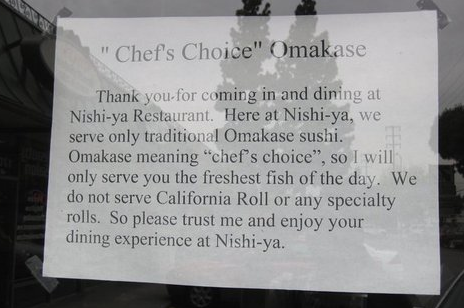 " Chef's Choice" Omakase
Thank you for coming in and dining at
Nishi-ya Restaurant. Here at Nishi-ya, we
serve only traditional Omakase sushi.
Omakase meaning “chef’s choice”, so I will
only serve you the freshest fish of the day. We
do not serve California Roll or any specialty
rolls. So please trust me and enjoy your
dining experience at Nishi-ya.